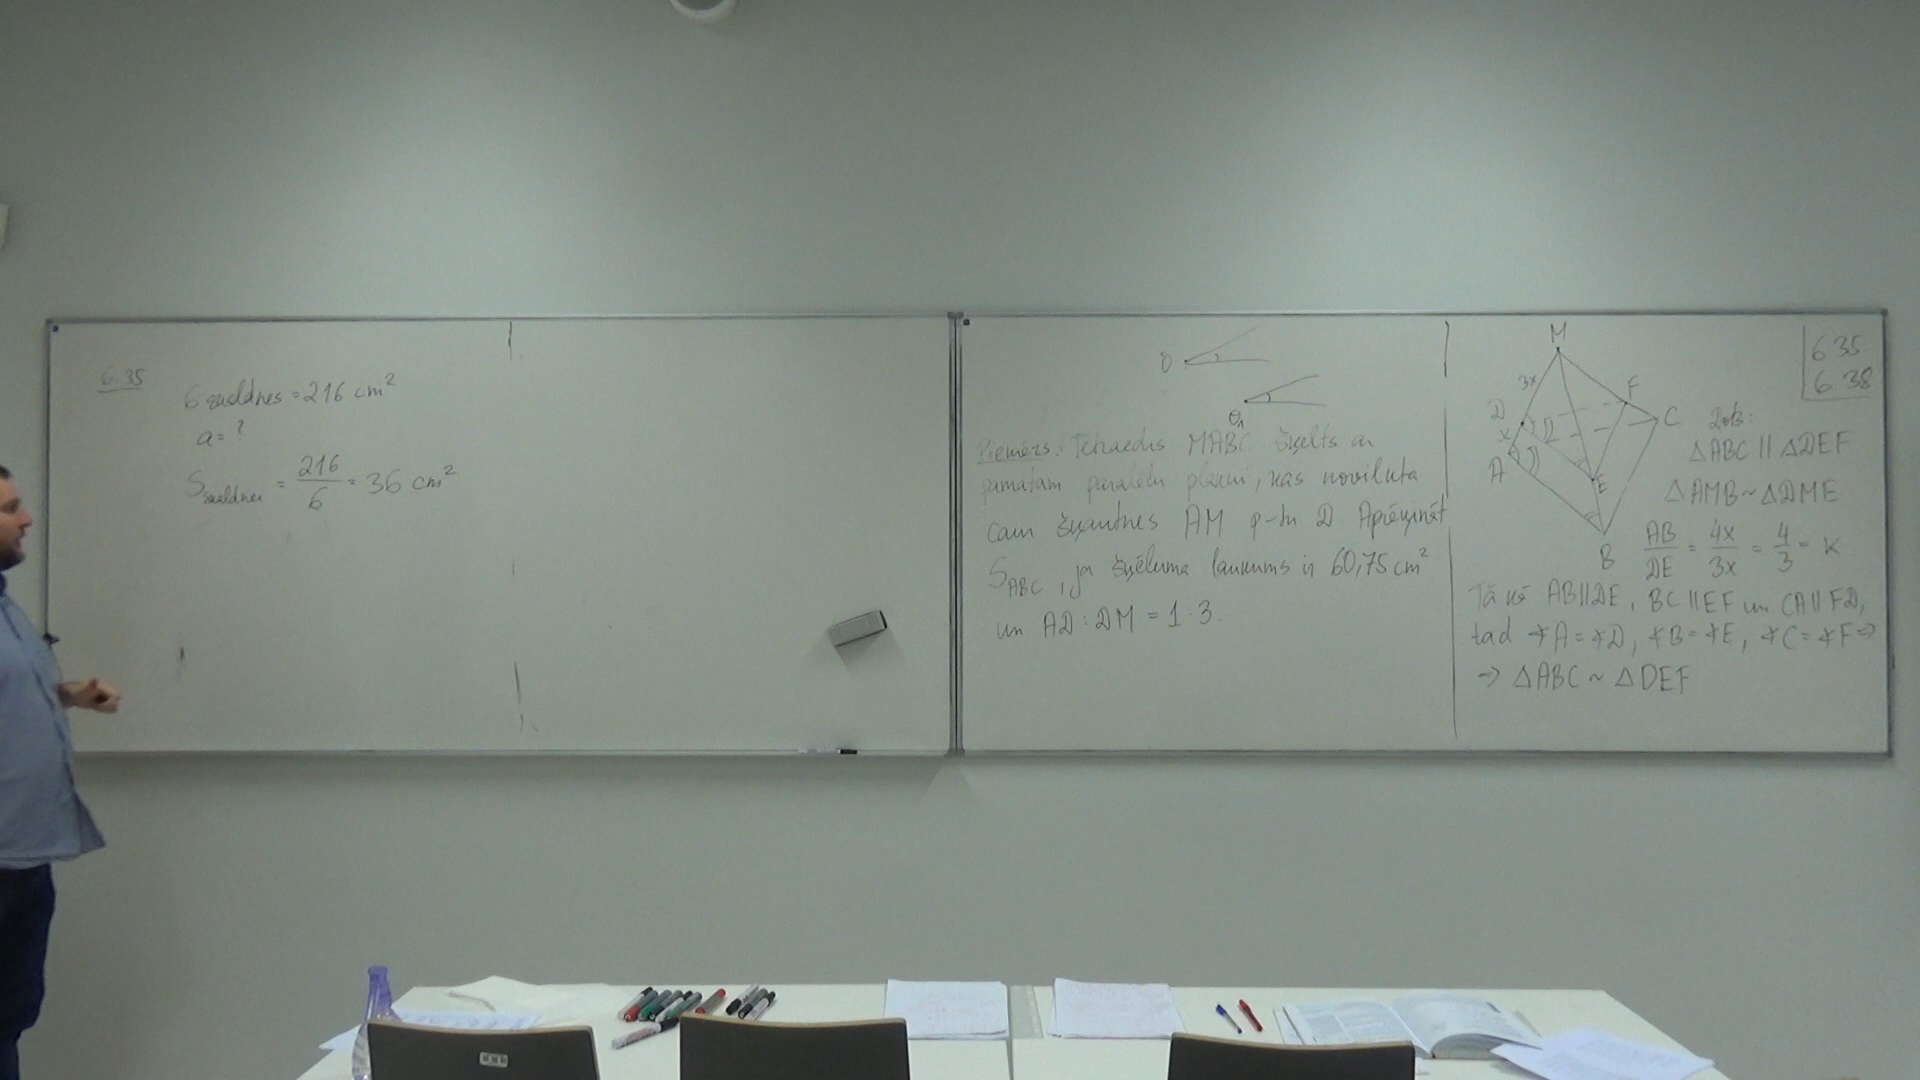 6.35
6 skaldnes = 216 cm²
a = ?
S skaldnes = 216/6 = 36 cm²
O
O₁
Piemērs. Tetraedrs MABC šķelts ar
pamatam paralēlu plakni, kas novilkta
caur šķautnes AM p-tu D Aprēķināt
S_ABC, ja šķēluma laukums ir 60,75 cm²
un AD : DM = 1 : 3.
M
3x
D
F
C
x
A
E
B
6 35
6 38
Dots:
△ABC || △DEF
△AMB ~ △DME
AB/DE = 4x/3x = 4/3 = k
Tā kā AB||DE, BC||EF un CA||FD,
tad ∢A = ∢D, ∢B = ∢E, ∢C = ∢F ⇒
⇒ △ABC ~ △DEF